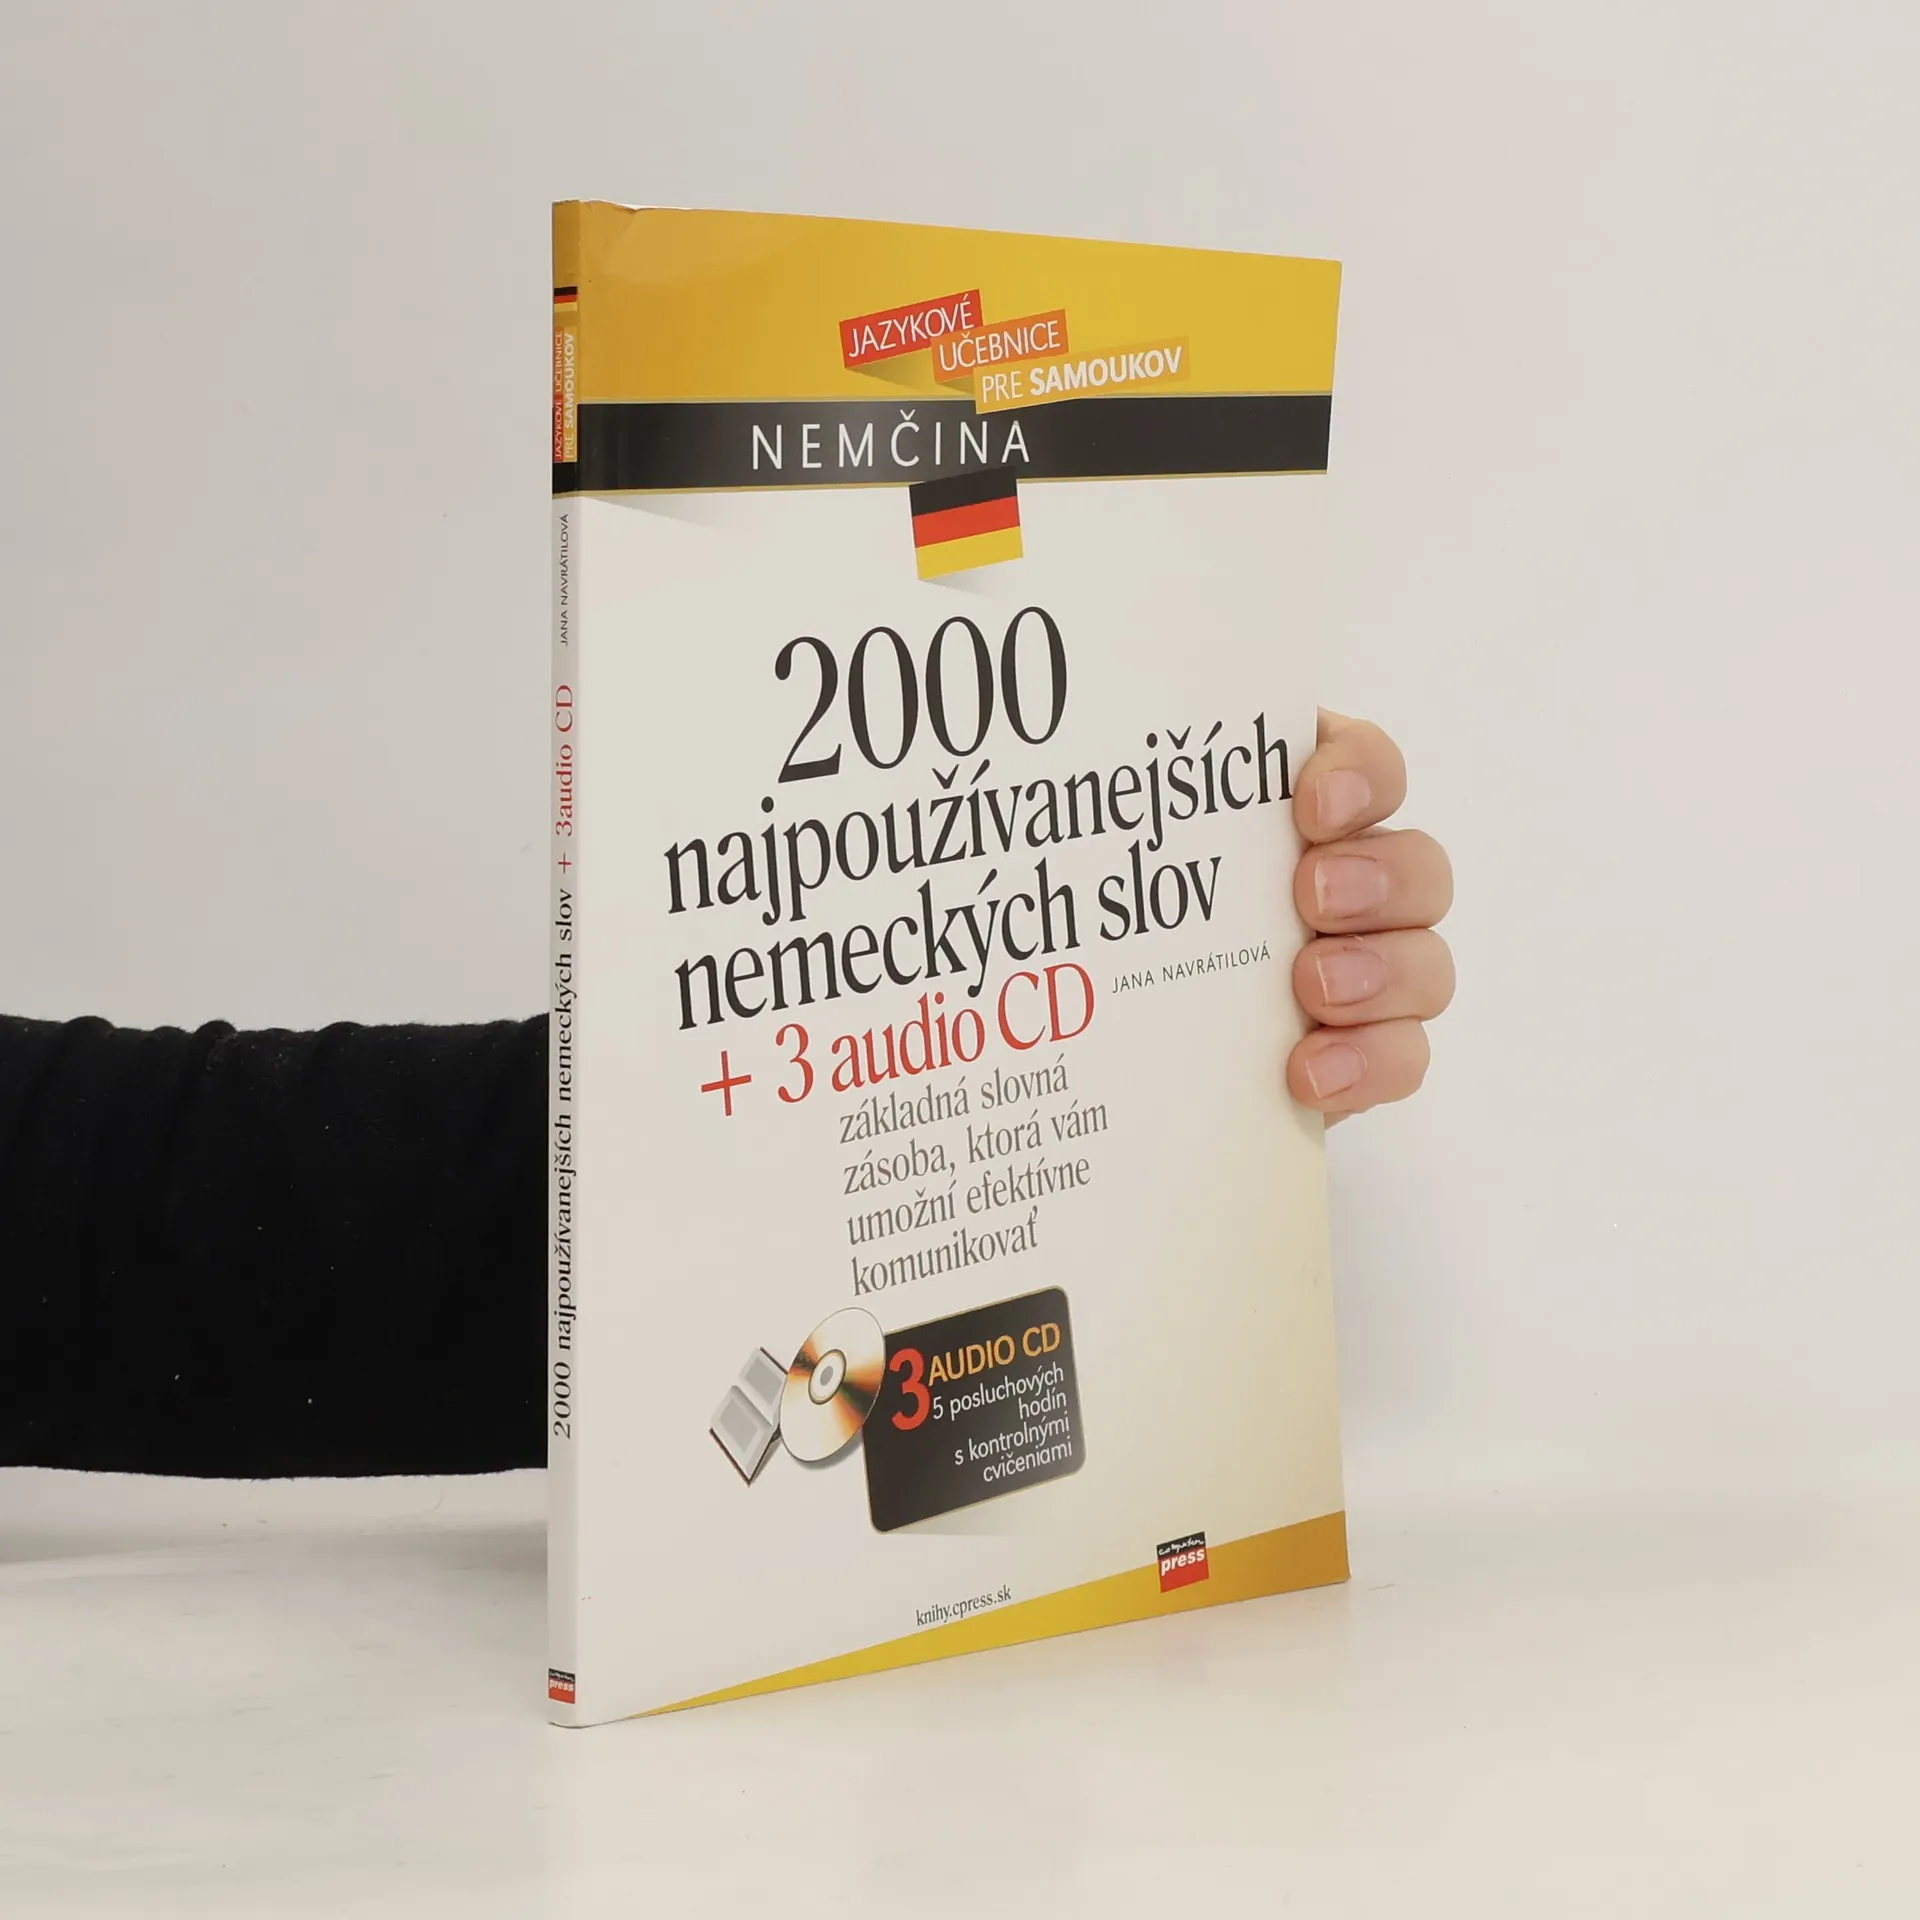 JAZYKOVÉ
UČEBNICE
PRE SAMOUKOV
NEMČINA
2000
najpoužívanejších
nemeckých slov
JANA NAVRÁTILOVÁ
+ 3 audio CD
základná slovná
zásoba, ktorá vám
umožní efektívne
komunikovať
3 AUDIO CD
5 posluchových
hodín
s kontrolnými
cvičeniami
computer
press
knihy.cpress.sk
JAZYKOVÉ UČEBNICE
PRE SAMOUKOV
JANA NAVRÁTILOVÁ
2000 najpoužívanejších nemeckých slov + 3audio CD
computer
press